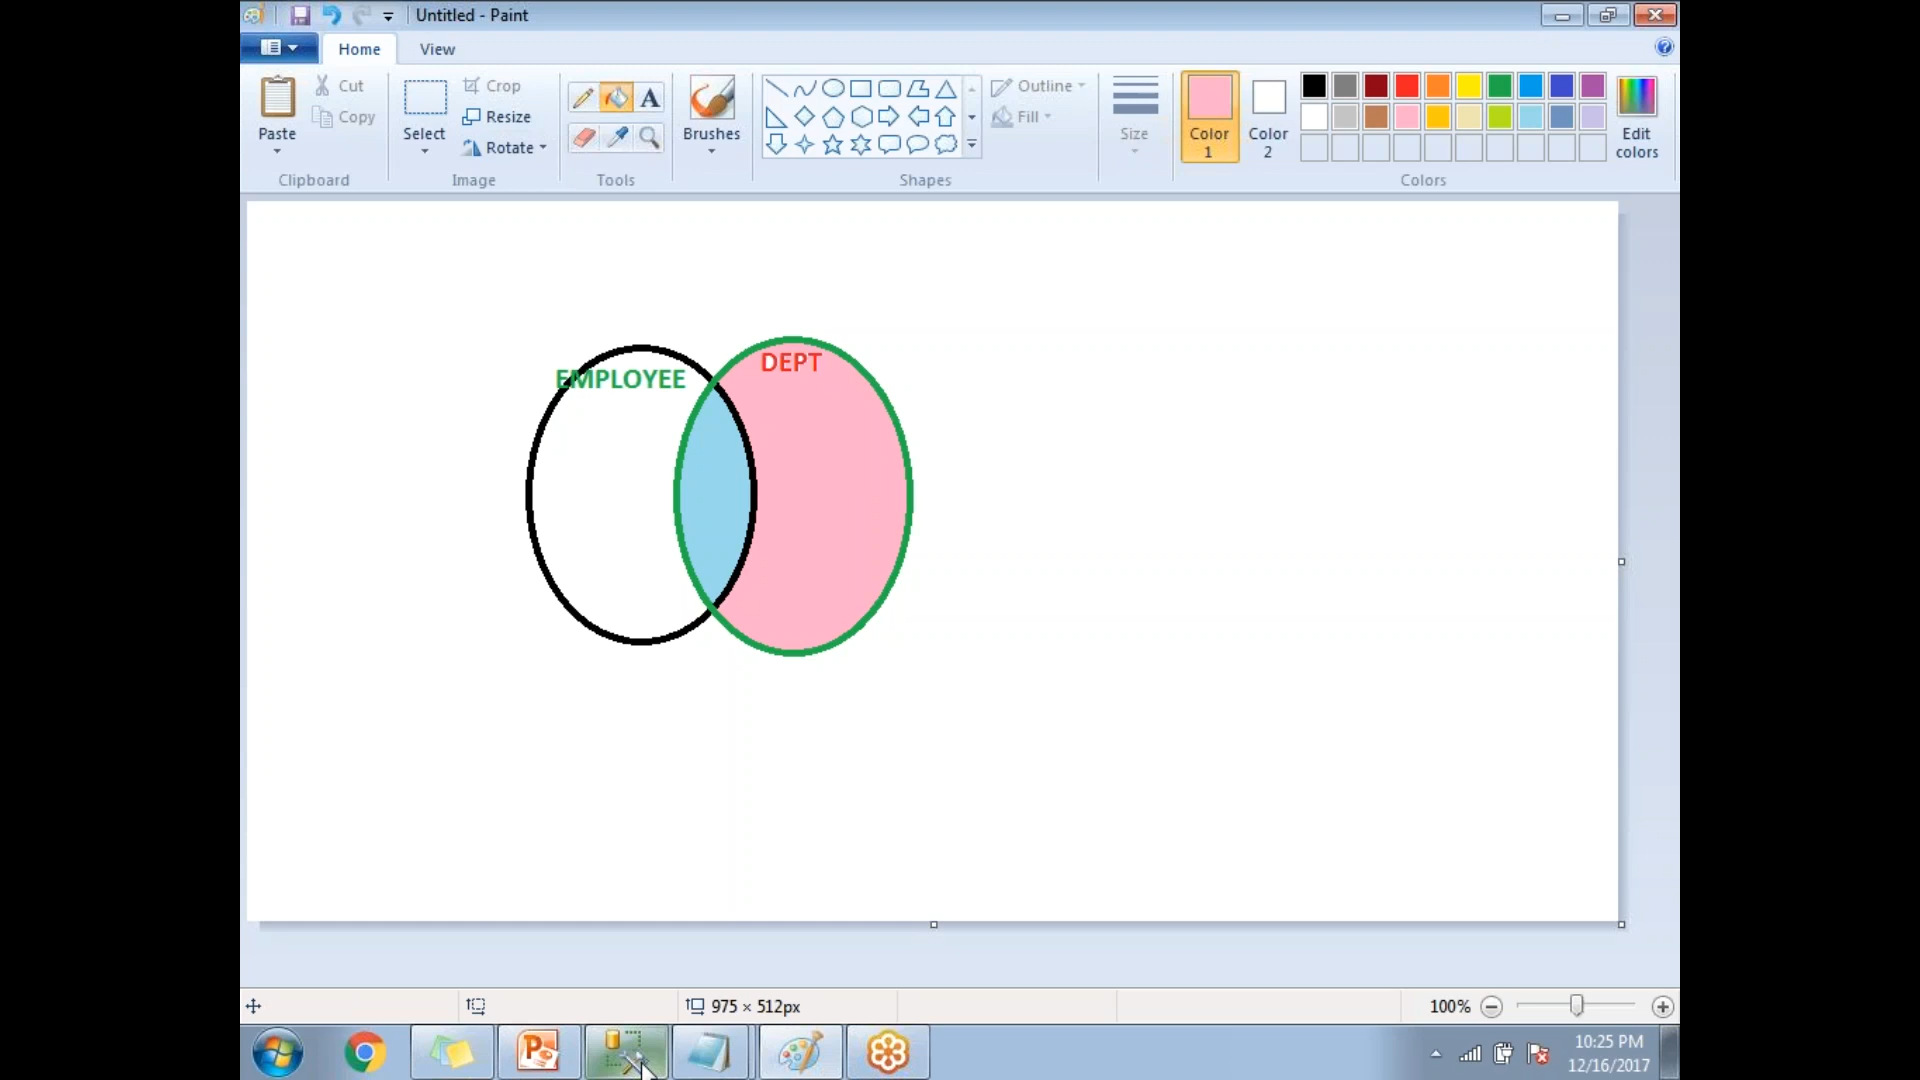 Untitled - Paint
Home View
Paste
Cut
Copy
Clipboard
Select
Crop
Resize
Rotate
Image
A
Tools
Brushes
Shapes
Outline
Fill
Size
Color 1
Color 2
Edit colors
Colors
EMPLOYEE
DEPT
975 × 512px
100%
10:25 PM
12/16/2017